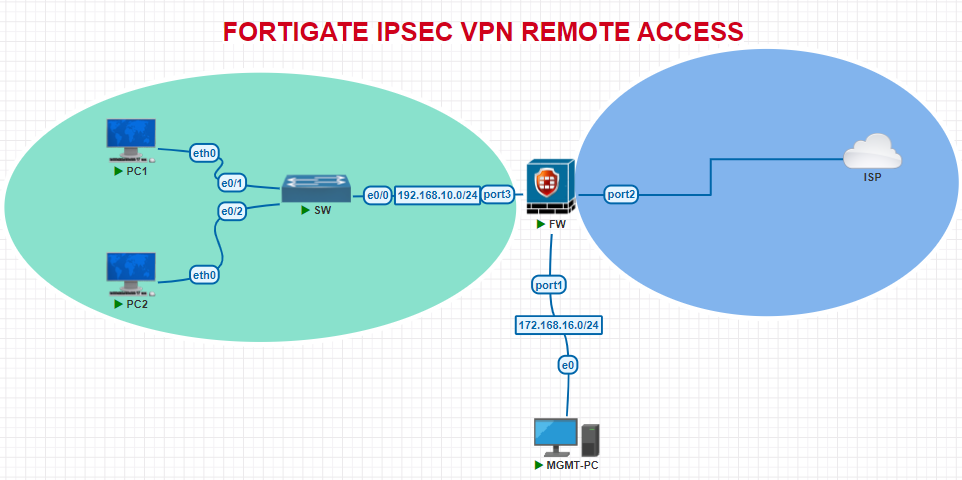 FORTIGATE IPSEC VPN REMOTE ACCESS
PC1
eth0
e0/1
SW
e0/0
192.168.10.0/24
port3
FW
port2
ISP
e0/2
eth0
PC2
port1
172.168.16.0/24
e0
MGMT-PC